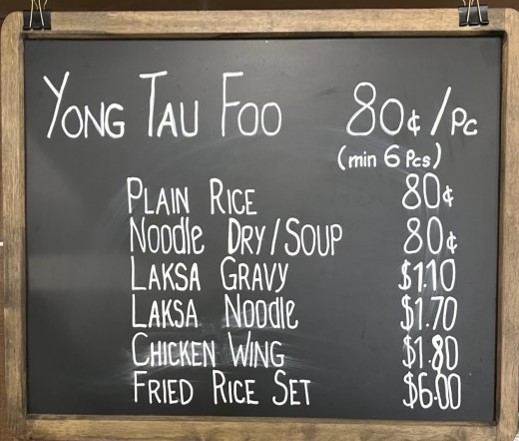 Yong Tau Foo 80¢/pc
(min 6 Pcs)
Plain Rice 80¢
Noodle Dry/Soup 80¢
Laksa Gravy $1.10
Laksa Noodle $1.70
Chicken Wing $1.80
Fried Rice Set $6.00